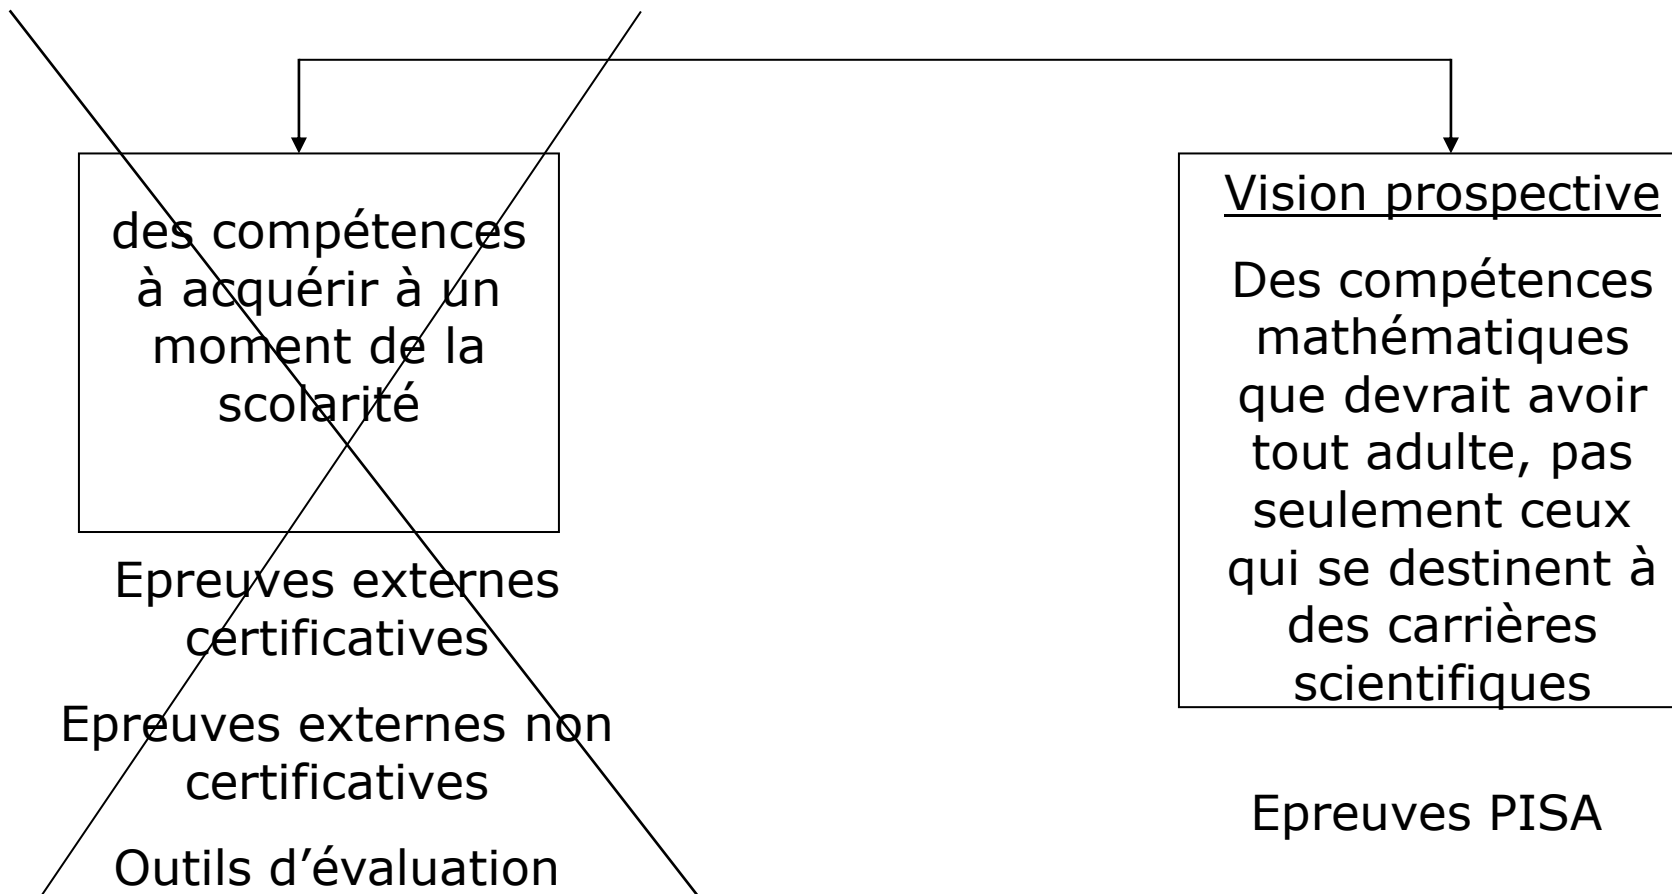 des compétences
à acquérir à un
moment de la
scolarité
Epreuves externes
certificatives
Epreuves externes non
certificatives
Outils d’évaluation
Vision prospective
Des compétences
mathématiques
que devrait avoir
tout adulte, pas
seulement ceux
qui se destinent à
des carrières
scientifiques
Epreuves PISA